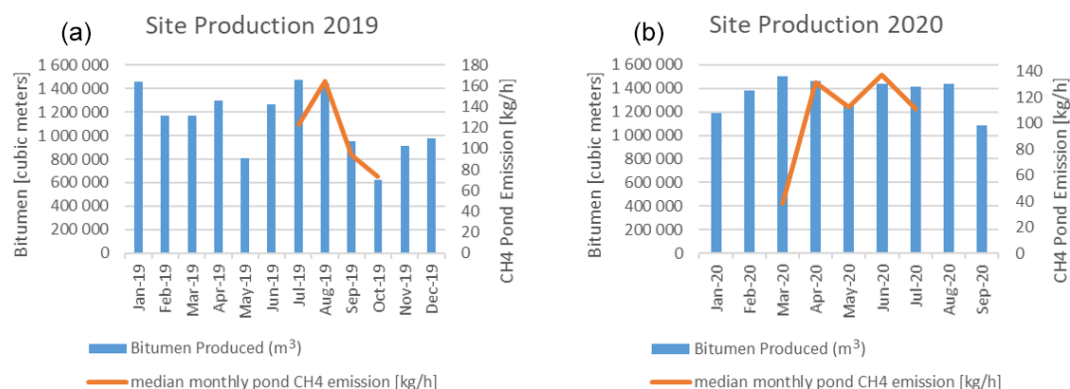 (a)
Site Production 2019
Bitumen [cubic meters]
1 600 000
1 400 000
1 200 000
1 000 000
800 000
600 000
400 000
200 000
0
180
160
140
120
100
80
60
40
20
0
CH4 Pond Emission [kg/h]
Jan-19
Feb-19
Mar-19
Apr-19
May-19
Jun-19
Jul-19
Aug-19
Sep-19
Oct-19
Nov-19
Dec-19
Bitumen Produced (m³)
median monthly pond CH4 emission [kg/h]
(b)
Site Production 2020
Bitumen [cubic meters]
1 600 000
1 400 000
1 200 000
1 000 000
800 000
600 000
400 000
200 000
0
140
120
100
80
60
40
20
0
CH4 Pond Emission [kg/h]
Jan-20
Feb-20
Mar-20
Apr-20
May-20
Jun-20
Jul-20
Aug-20
Sep-20
Bitumen Produced (m³)
median monthly pond CH4 emission [kg/h]